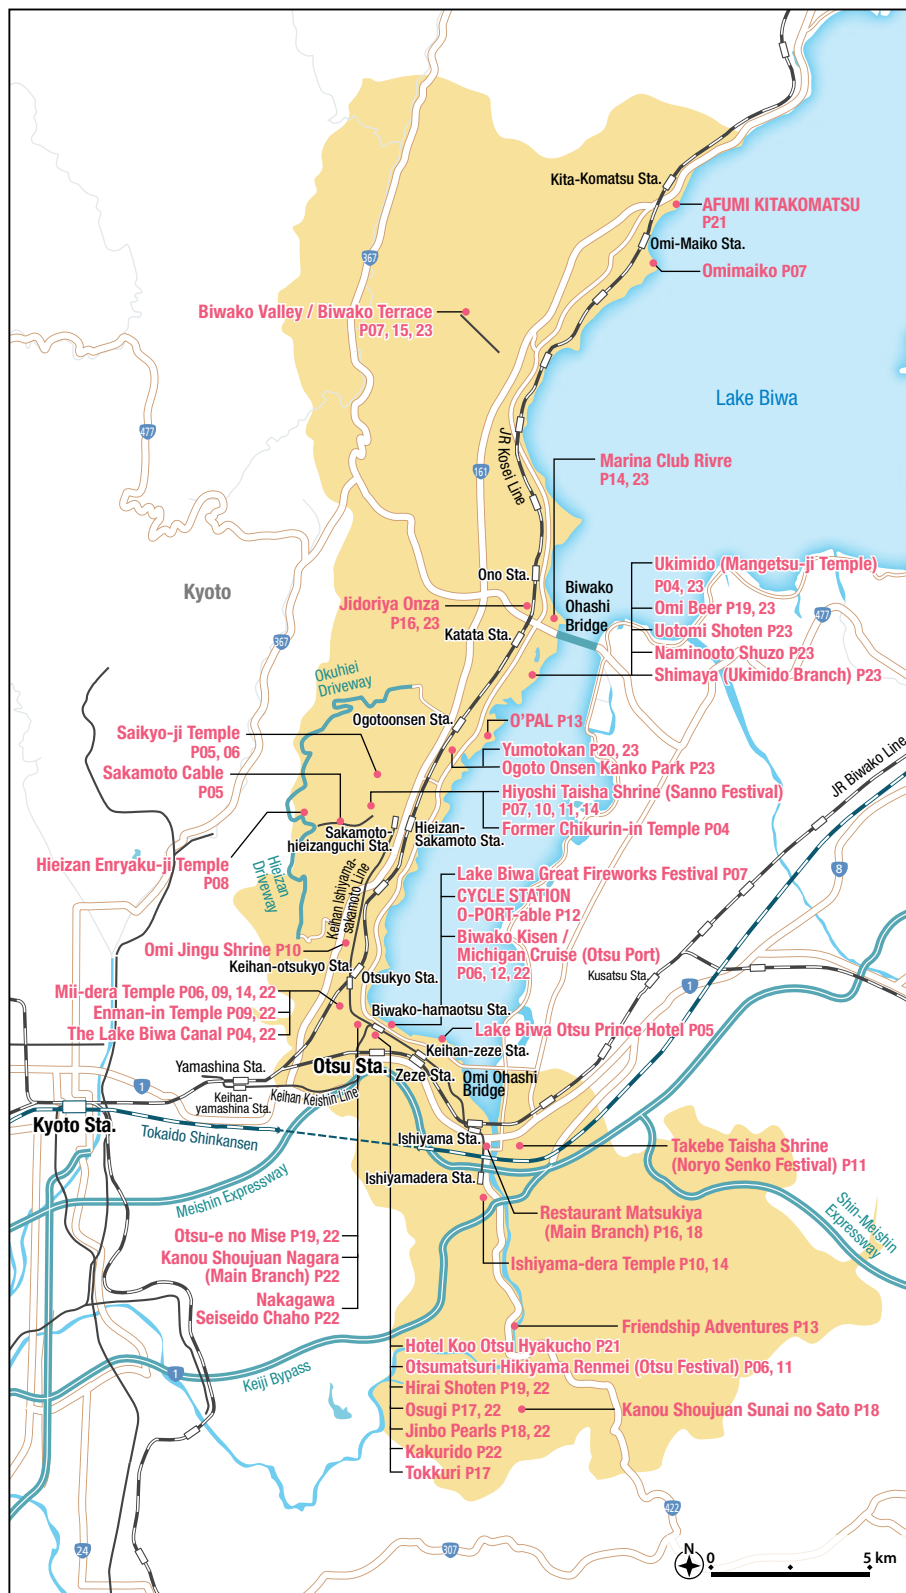 Kita-Komatsu Sta.
AFUMI KITAKOMATSU
P21
Omi-Maiko Sta.
Omimaiko P07
367
Biwako Valley / Biwako Terrace
P07, 15, 23
Lake Biwa
477
JR Kosei Line
161
Marina Club Rivre
P14, 23
Ono Sta.
Biwako
Ohashi
Bridge
Ukimido (Mangetsu-ji Temple)
P04, 23
Omi Beer P19, 23
477
Uotomi Shoten P23
Naminooto Shuzo P23
Shimaya (Ukimido Branch) P23
Kyoto
Jidoriya Onza
P16, 23
Katata Sta.
367
Okuhiei
Driveway
Ogotoonsen Sta.
O'PAL P13
Saikyo-ji Temple
P05, 06
Yumotokan P20, 23
Ogoto Onsen Kanko Park P23
Sakamoto Cable
P05
Hiyoshi Taisha Shrine (Sanno Festival)
P07, 10, 11, 14
Former Chikurin-in Temple P04
JR Biwako Line
Sakamoto-
hieizanguchi Sta.
Hieizan-
Sakamoto Sta.
Hieizan Enryaku-ji Temple
P08
Hieizan
Driveway
Keihan Ishiyama-
sakamoto Line
8
Lake Biwa Great Fireworks Festival P07
CYCLE STATION
O-PORT-able P12
Biwako Kisen /
Michigan Cruise (Otsu Port)
P06, 12, 22
Omi Jingu Shrine P10
Keihan-otsukyo Sta.
Otsukyo Sta.
Kusatsu Sta.
1
Mii-dera Temple P06, 09, 14, 22
Enman-in Temple P09, 22
The Lake Biwa Canal P04, 22
Biwako-hamaotsu Sta.
Lake Biwa Otsu Prince Hotel P05
Keihan-zeze Sta.
Yamashina Sta.
Otsu Sta.
Zeze Sta.
Omi Ohashi
Bridge
1
Keihan-
yamashina Sta.
Keihan Keishin Line
Kyoto Sta.
Tokaido Shinkansen
Ishiyama Sta.
Takebe Taisha Shrine
(Noryo Senko Festival) P11
Ishiyamadera Sta.
Meishin Expressway
Shin-Meishin
Expressway
Restaurant Matsukiya
(Main Branch) P16, 18
Otsu-e no Mise P19, 22
Kanou Shoujuan Nagara
(Main Branch) P22
Nakagawa
Seiseido Chaho P22
Ishiyama-dera Temple P10, 14
Friendship Adventures P13
1
Keiji Bypass
Hotel Koo Otsu Hyakucho P21
Otsumatsuri Hikiyama Renmei (Otsu Festival) P06, 11
Hirai Shoten P19, 22
Osugi P17, 22
Kanou Shoujuan Sunai no Sato P18
Jinbo Pearls P18, 22
Kakurido P22
Tokkuri P17
422
24
307
N
0
5 km